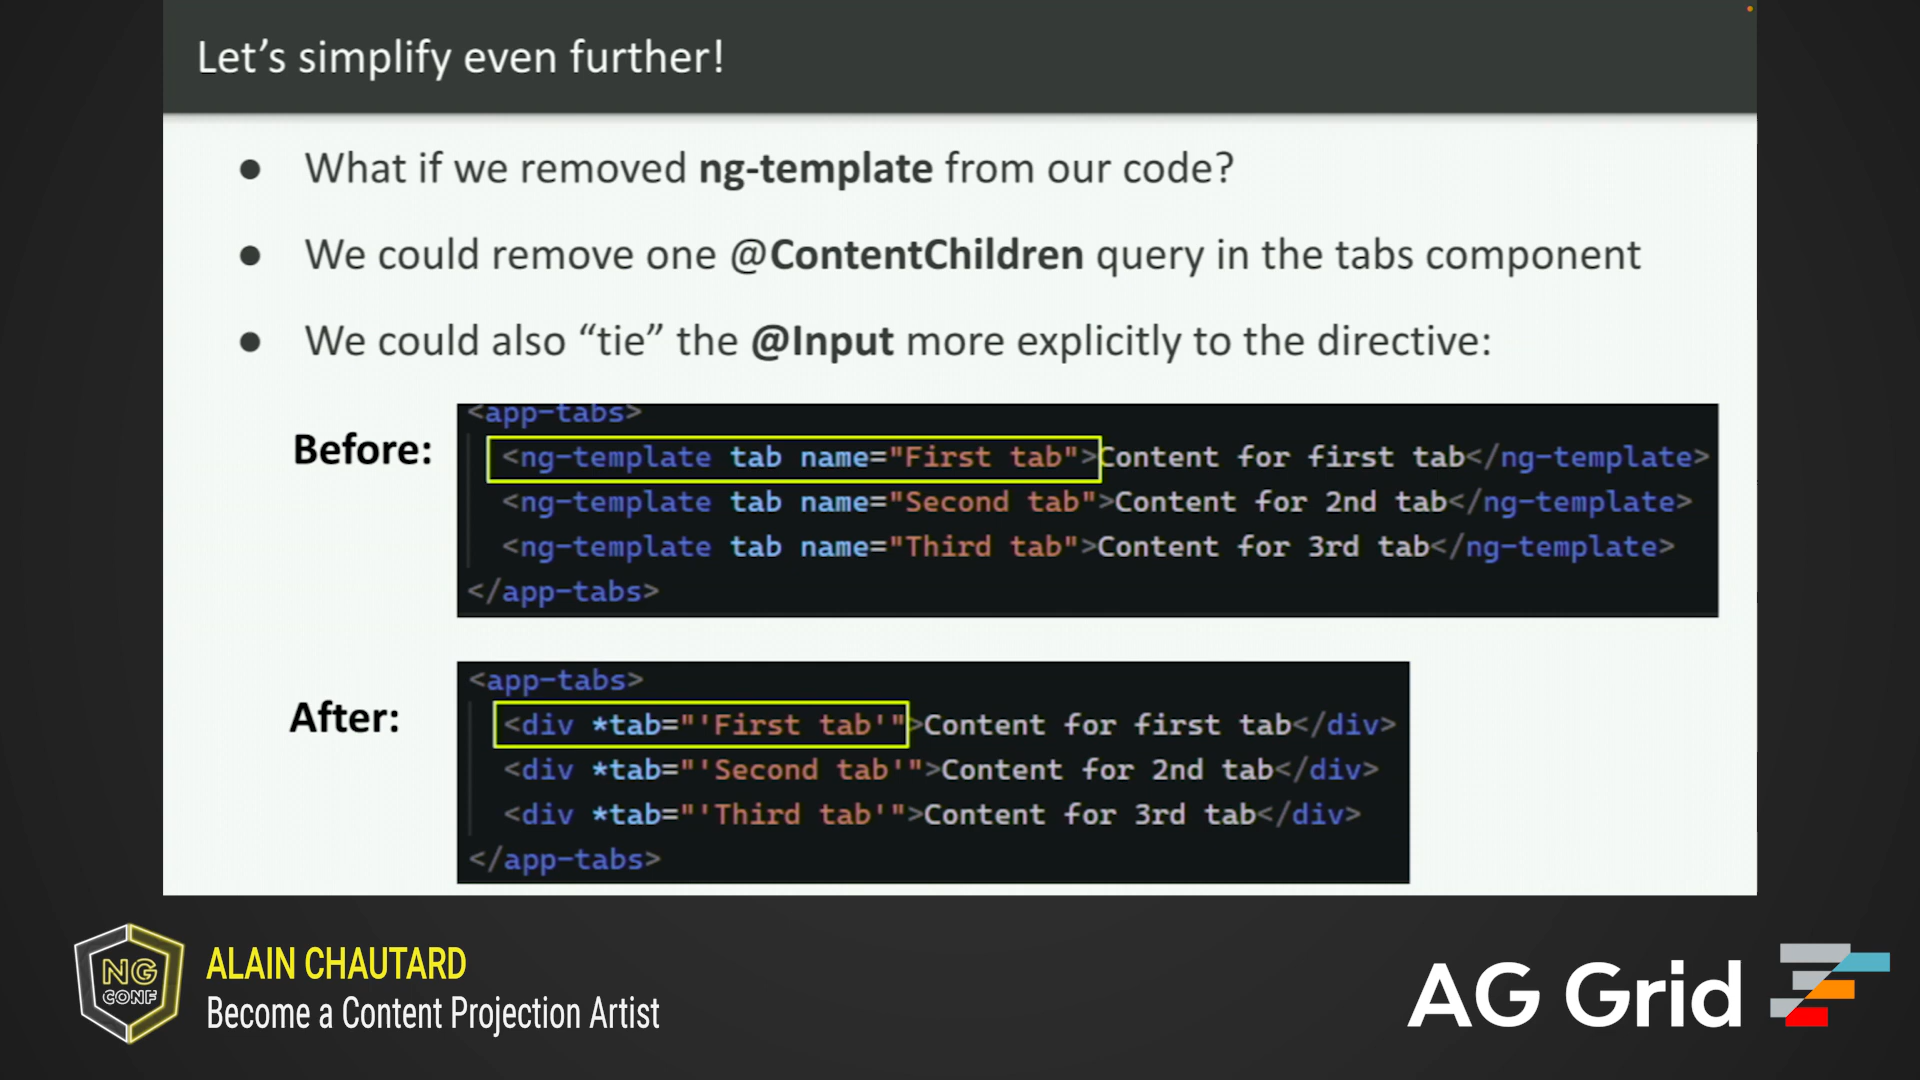 Let's simplify even further!
● What if we removed ng-template from our code?
● We could remove one @ContentChildren query in the tabs component
● We could also “tie” the @Input more explicitly to the directive:
Before:
<app-tabs>
<ng-template tab name="First tab">Content for first tab</ng-template>
<ng-template tab name="Second tab">Content for 2nd tab</ng-template>
<ng-template tab name="Third tab">Content for 3rd tab</ng-template>
</app-tabs>
After:
<app-tabs>
<div *tab="'First tab'">Content for first tab</div>
<div *tab="'Second tab'">Content for 2nd tab</div>
<div *tab="'Third tab'">Content for 3rd tab</div>
</app-tabs>
NG
CONF
ALAIN CHAUTARD
Become a Content Projection Artist
AG Grid